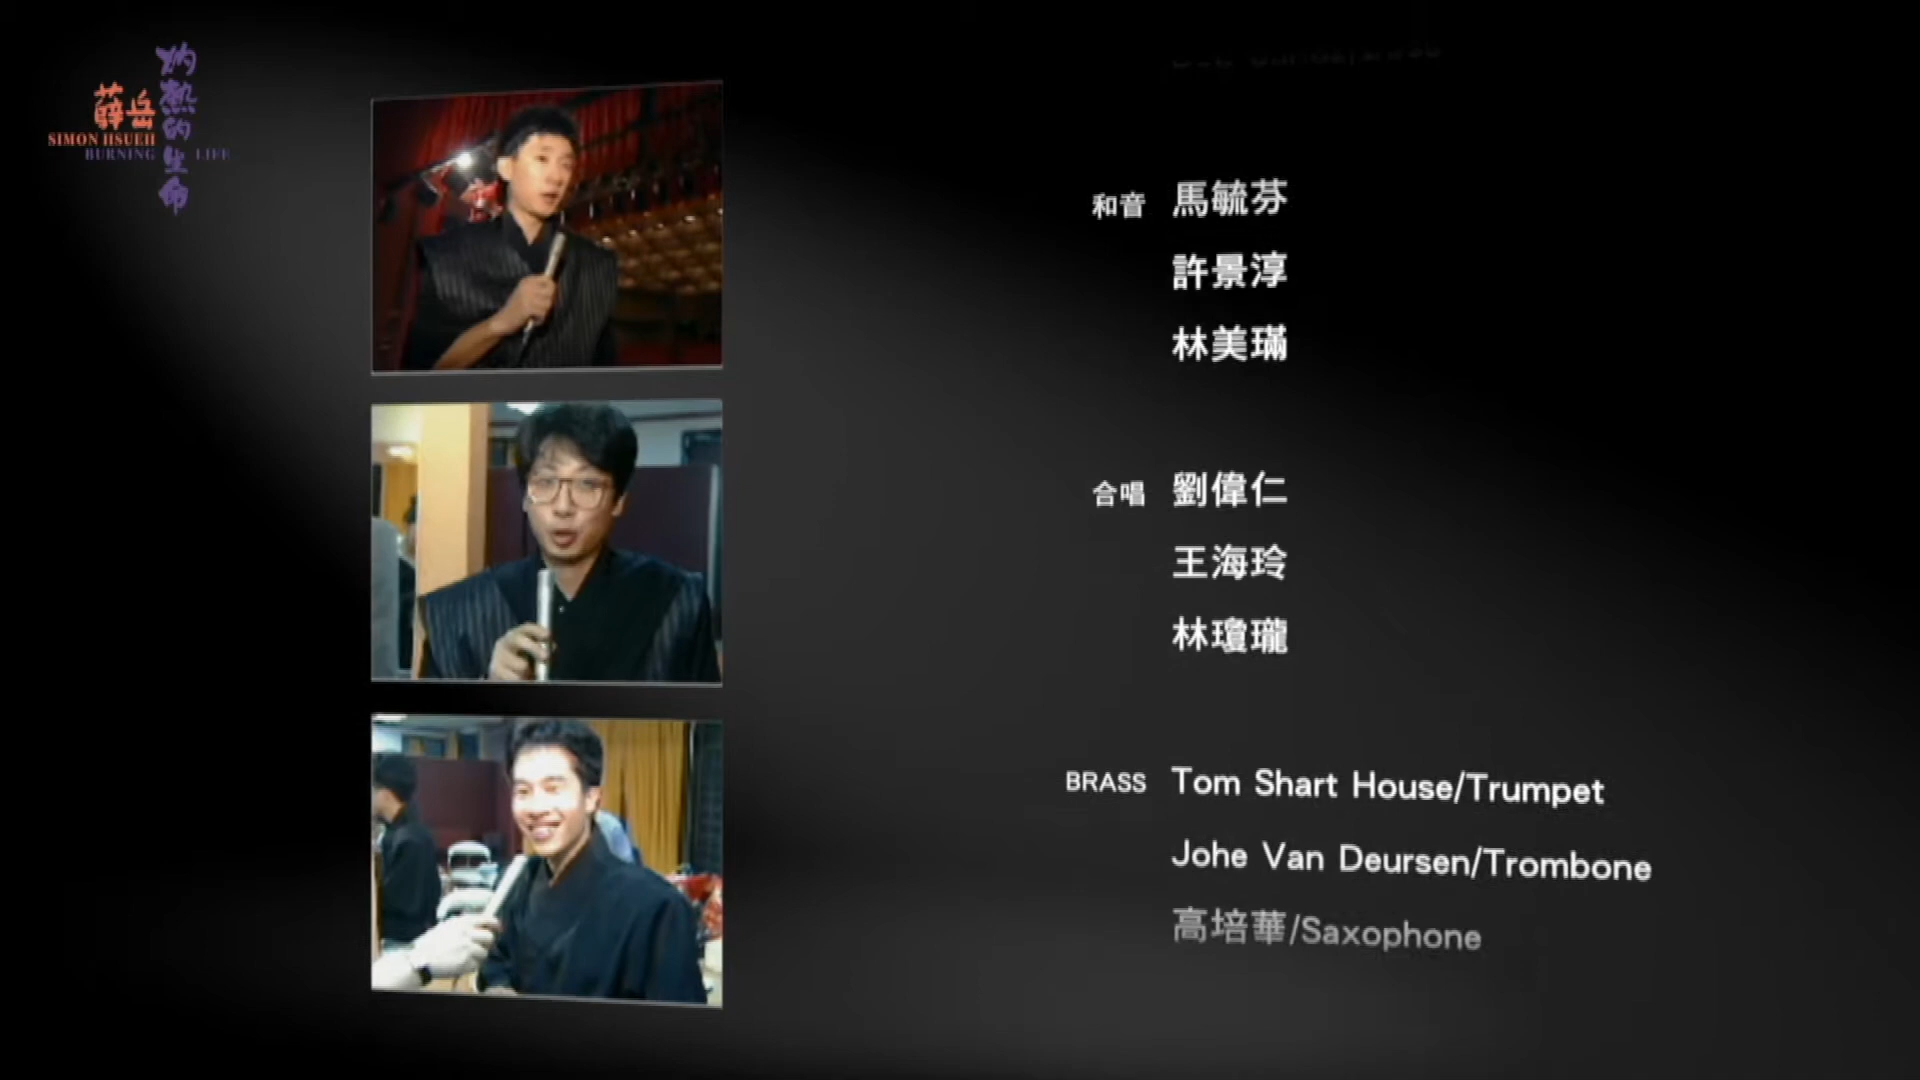 薛岳
SIMON HSUEH
BURNING LIFE
灼熱的生命
和音 馬毓芬
許景淳
林美璊
合唱 劉偉仁
王海玲
林瓊瓏
BRASS Tom Shart House/Trumpet
Johe Van Deursen/Trombone
高培華/Saxophone